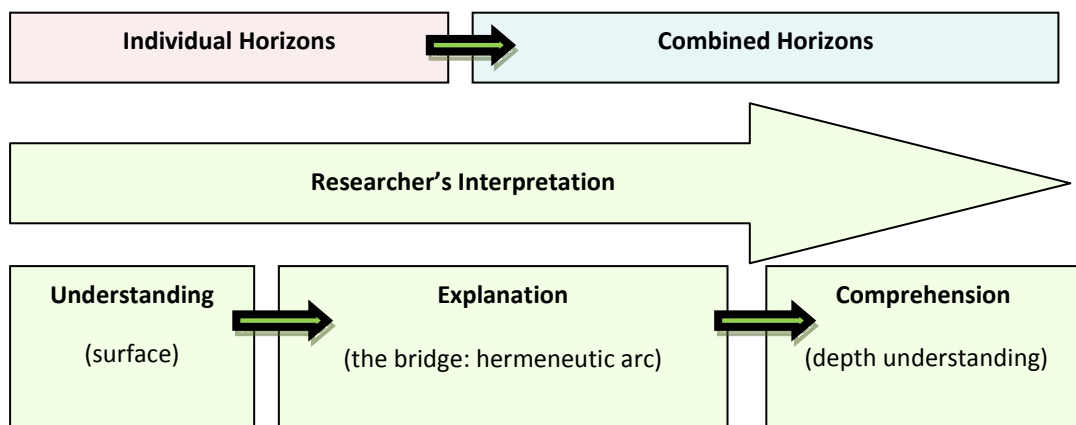 Individual Horizons
Combined Horizons
Researcher’s Interpretation
Understanding
(surface)
Explanation
(the bridge: hermeneutic arc)
Comprehension
(depth understanding)